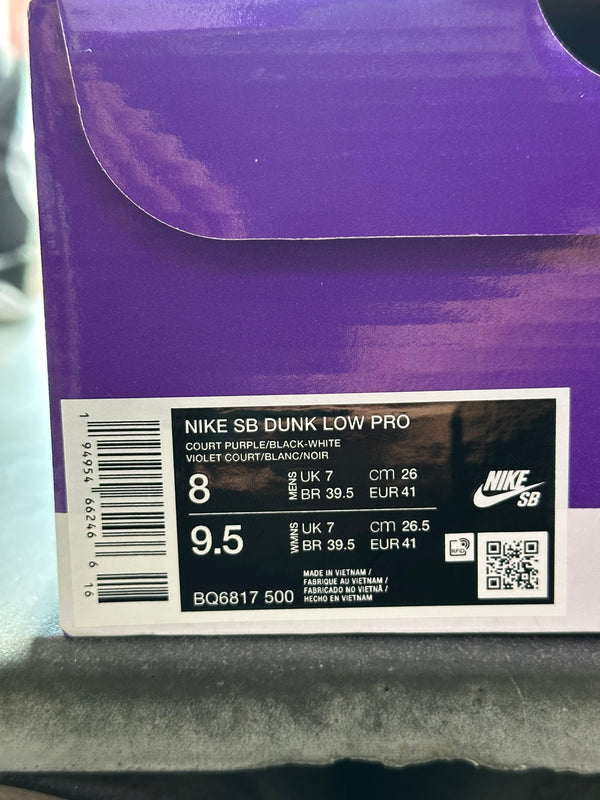 NIKE SB DUNK LOW PRO
COURT PURPLE/BLACK-WHITE
VIOLET COURT/BLANC/NOIR
8 MENS UK 7 cm 26
BR 39.5 EUR 41
9.5 WMNS UK 7 cm 26.5
BR 39.5 EUR 41
BQ6817 500
MADE IN VIETNAM /
FABRIQUE AU VIETNAM /
FABRICADO NO VIETNÃ /
HECHO EN VIETNAM
NIKE
SB
RFID
1 94954 66246 6 16